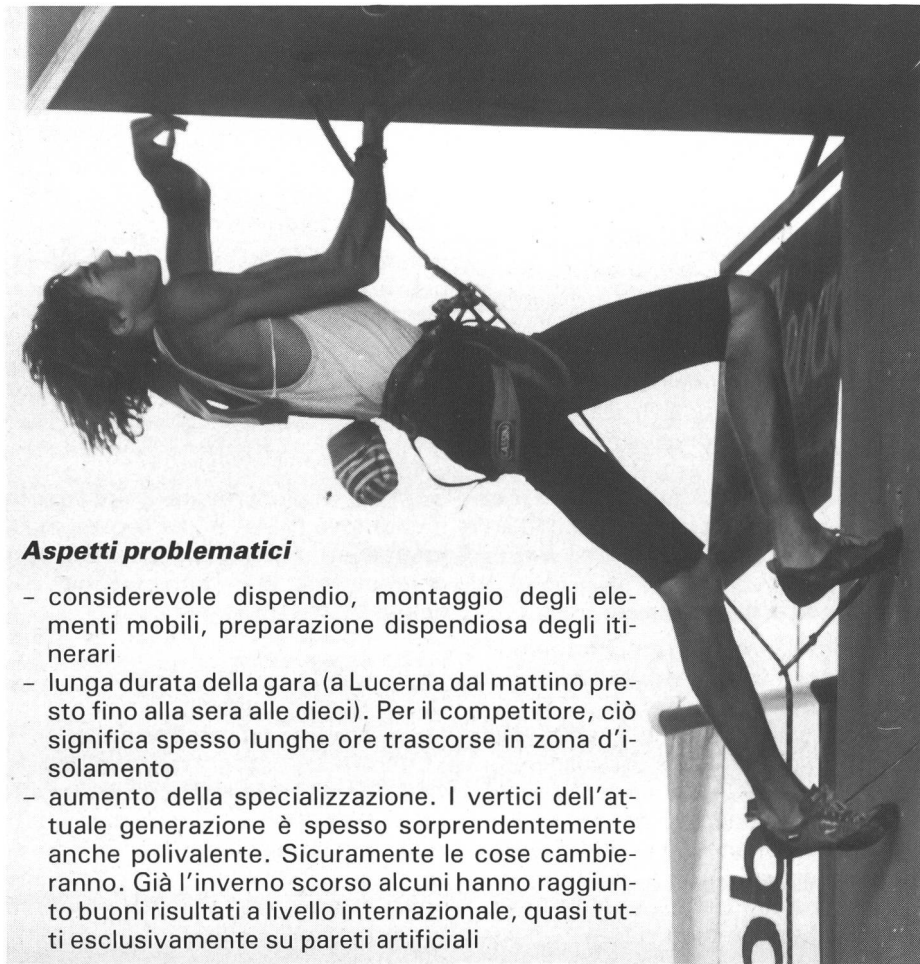 Aspetti problematici
– considerevole dispendio, montaggio degli ele-
menti mobili, preparazione dispendiosa degli iti-
nerari
– lunga durata della gara (a Lucerna dal mattino pre-
sto fino alla sera alle dieci). Per il competitore, ciò
significa spesso lunghe ore trascorse in zona d'i-
solamento
– aumento della specializzazione. I vertici dell'at-
tuale generazione è spesso sorprendentemente
anche polivalente. Sicuramente le cose cambie-
ranno. Già l'inverno scorso alcuni hanno raggiun-
to buoni risultati a livello internazionale, quasi tut-
ti esclusivamente su pareti artificiali